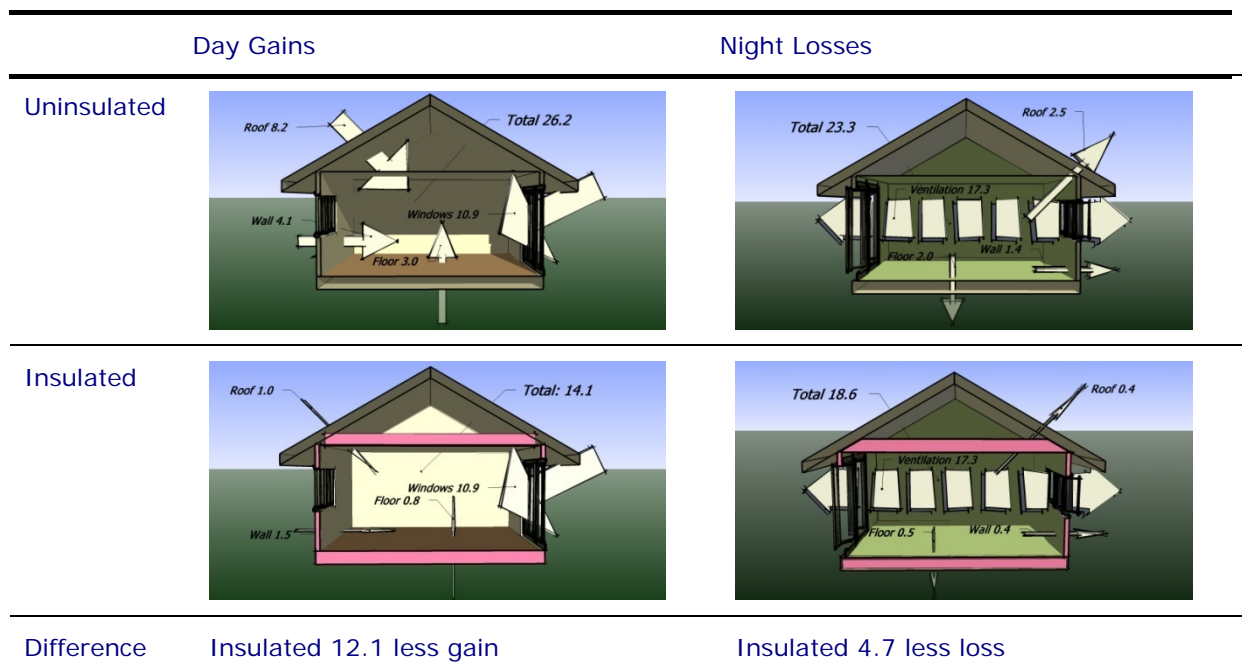 Day Gains
Night Losses
Uninsulated
Roof 8.2
Total 26.2
Wall 4.1
Windows 10.9
Floor 3.0
Total 23.3
Roof 2.5
Ventilation 17.3
Floor 2.0
Wall 1.4
Insulated
Roof 1.0
Total: 14.1
Windows 10.9
Floor 0.8
Wall 1.5
Total 18.6
Roof 0.4
Ventilation 17.3
Floor 0.5
Wall 0.4
Difference
Insulated 12.1 less gain
Insulated 4.7 less loss